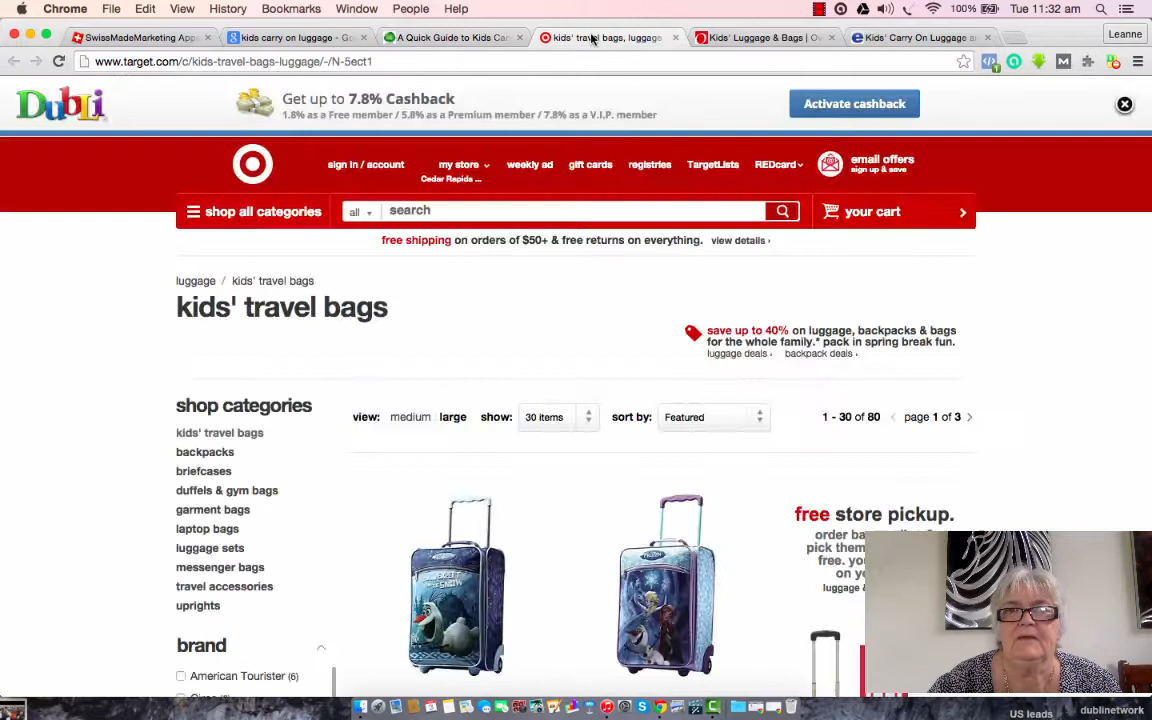 Chrome File Edit View History Bookmarks Window People Help 100% Tue 11:32 am
SwissMadeMarketing App kids carry on luggage - Go A Quick Guide to Kids Car kids' travel bags, luggage Kids' Luggage & Bags | Ov Kids' Carry On Luggage a Leanne
www.target.com/c/kids-travel-bags-luggage/-/N-5ect1
DubLi
Get up to 7.8% Cashback
1.8% as a Free member / 5.8% as a Premium member / 7.8% as a V.I.P. member
Activate cashback
sign in / account my store weekly ad gift cards registries TargetLists REDcard email offers
Cedar Rapids ... sign up & save
shop all categories all search your cart
free shipping on orders of $50+ & free returns on everything. view details ›
luggage / kids' travel bags
kids' travel bags
save up to 40% on luggage, backpacks & bags
for the whole family.* pack in spring break fun.
luggage deals › backpack deals ›
shop categories
view: medium large show: 30 items sort by: Featured 1 - 30 of 80 page 1 of 3
kids' travel bags
backpacks
briefcases
duffels & gym bags
garment bags
laptop bags
luggage sets
messenger bags
travel accessories
uprights
free store pickup.
order
pick them
free. yo
on y
luggage &
brand
American Tourister (6)
US leads
dublinetwork